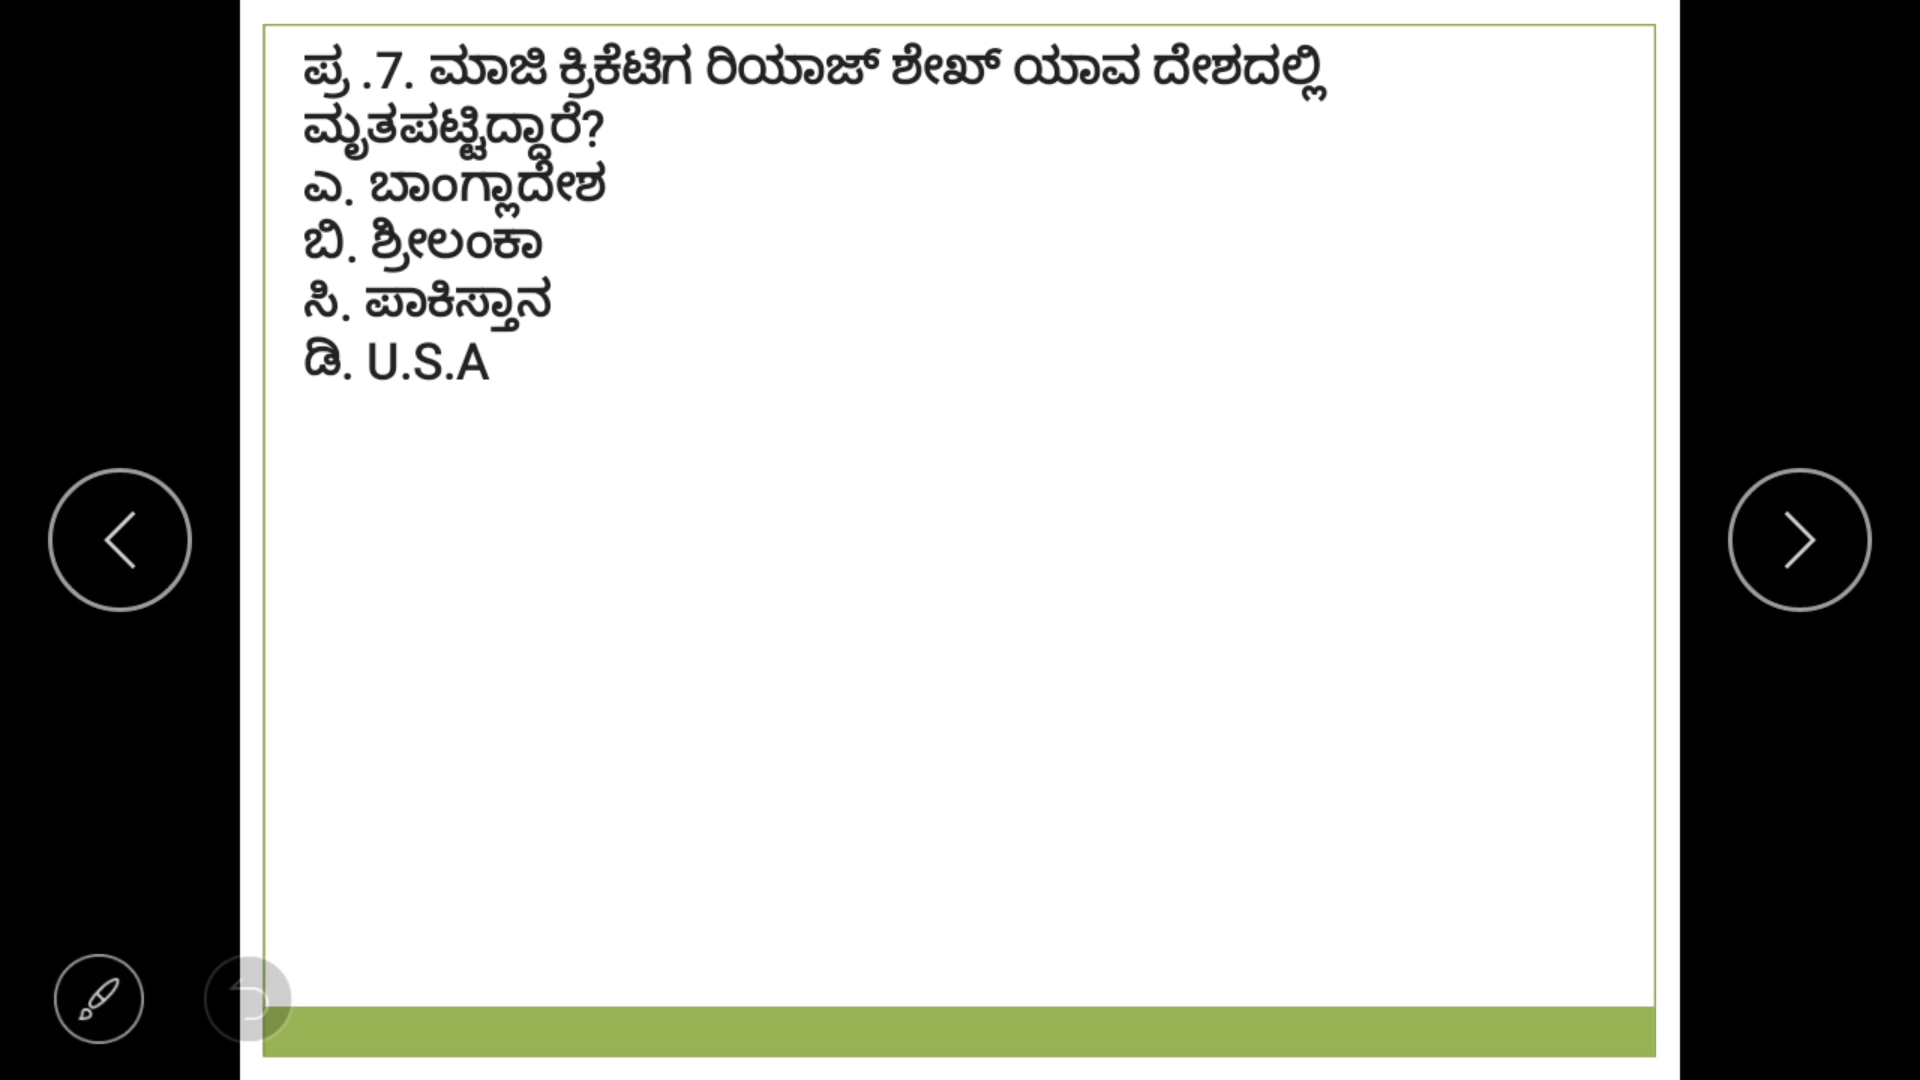 ಪ್ರ .7. ಮಾಜಿ ಕ್ರಿಕೆಟಿಗ ರಿಯಾಜ್ ಶೇಖ್ ಯಾವ ದೇಶದಲ್ಲಿ
ಮೃತಪಟ್ಟಿದ್ದಾರೆ?
ಎ. ಬಾಂಗ್ಲಾದೇಶ
ಬಿ. ಶ್ರೀಲಂಕಾ
ಸಿ. ಪಾಕಿಸ್ತಾನ
ಡಿ. U.S.A